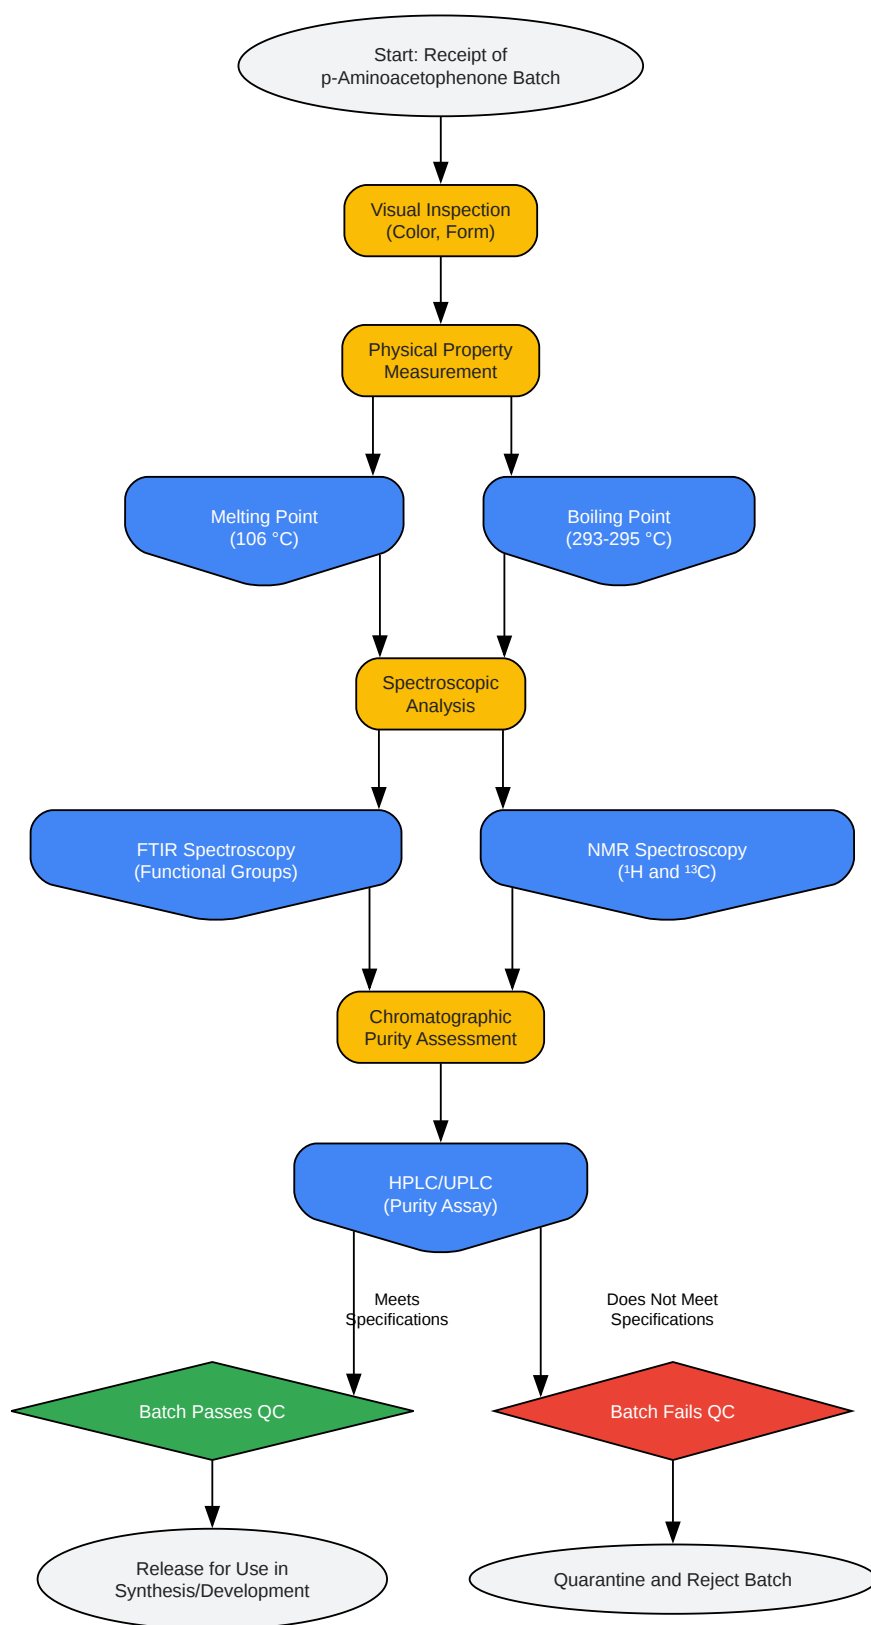 Start: Receipt of
p-Aminoacetophenone Batch
Visual Inspection
(Color, Form)
Physical Property
Measurement
Melting Point
(106 °C)
Boiling Point
(293-295 °C)
Spectroscopic
Analysis
FTIR Spectroscopy
(Functional Groups)
NMR Spectroscopy
(¹H and ¹³C)
Chromatographic
Purity Assessment
HPLC/UPLC
(Purity Assay)
Meets
Specifications
Does Not Meet
Specifications
Batch Passes QC
Batch Fails QC
Release for Use in
Synthesis/Development
Quarantine and Reject Batch